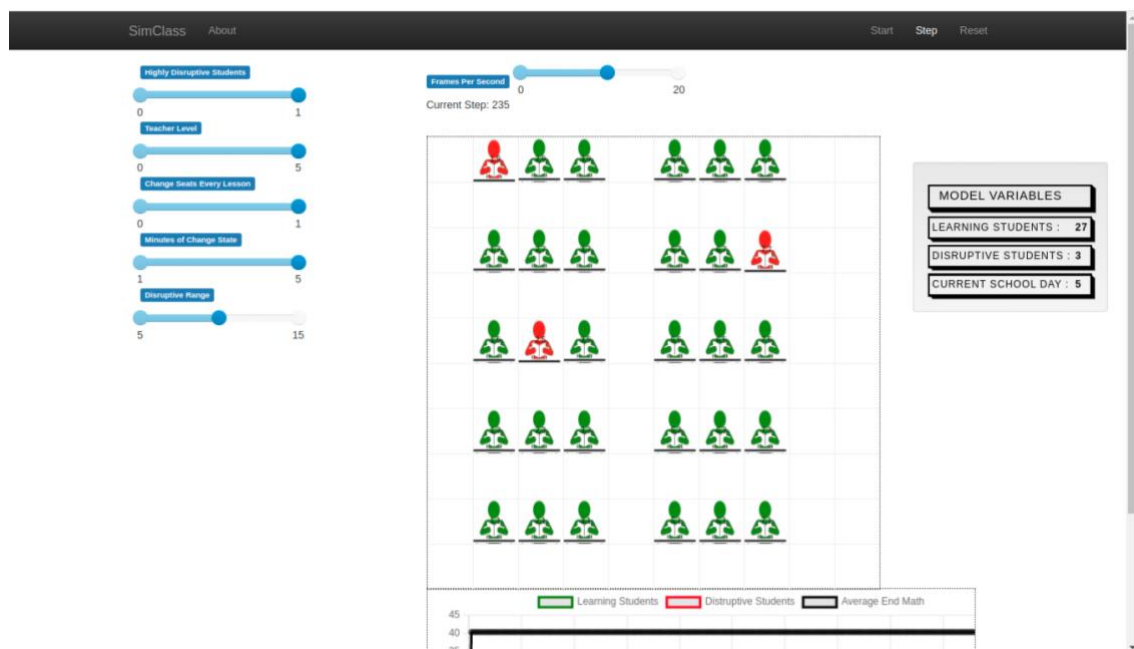 SimClass About Start Step Reset
Highly Disruptive Students
0 1
Teacher Level
0 5
Change Seats Every Lesson
0 1
Minutes of Change State
1 5
Disruptive Range
5 15
Frames Per Second
0 20
Current Step: 235
MODEL VARIABLES
LEARNING STUDENTS : 27
DISRUPTIVE STUDENTS : 3
CURRENT SCHOOL DAY : 5
Learning Students Distruptive Students Average End Math
45
40